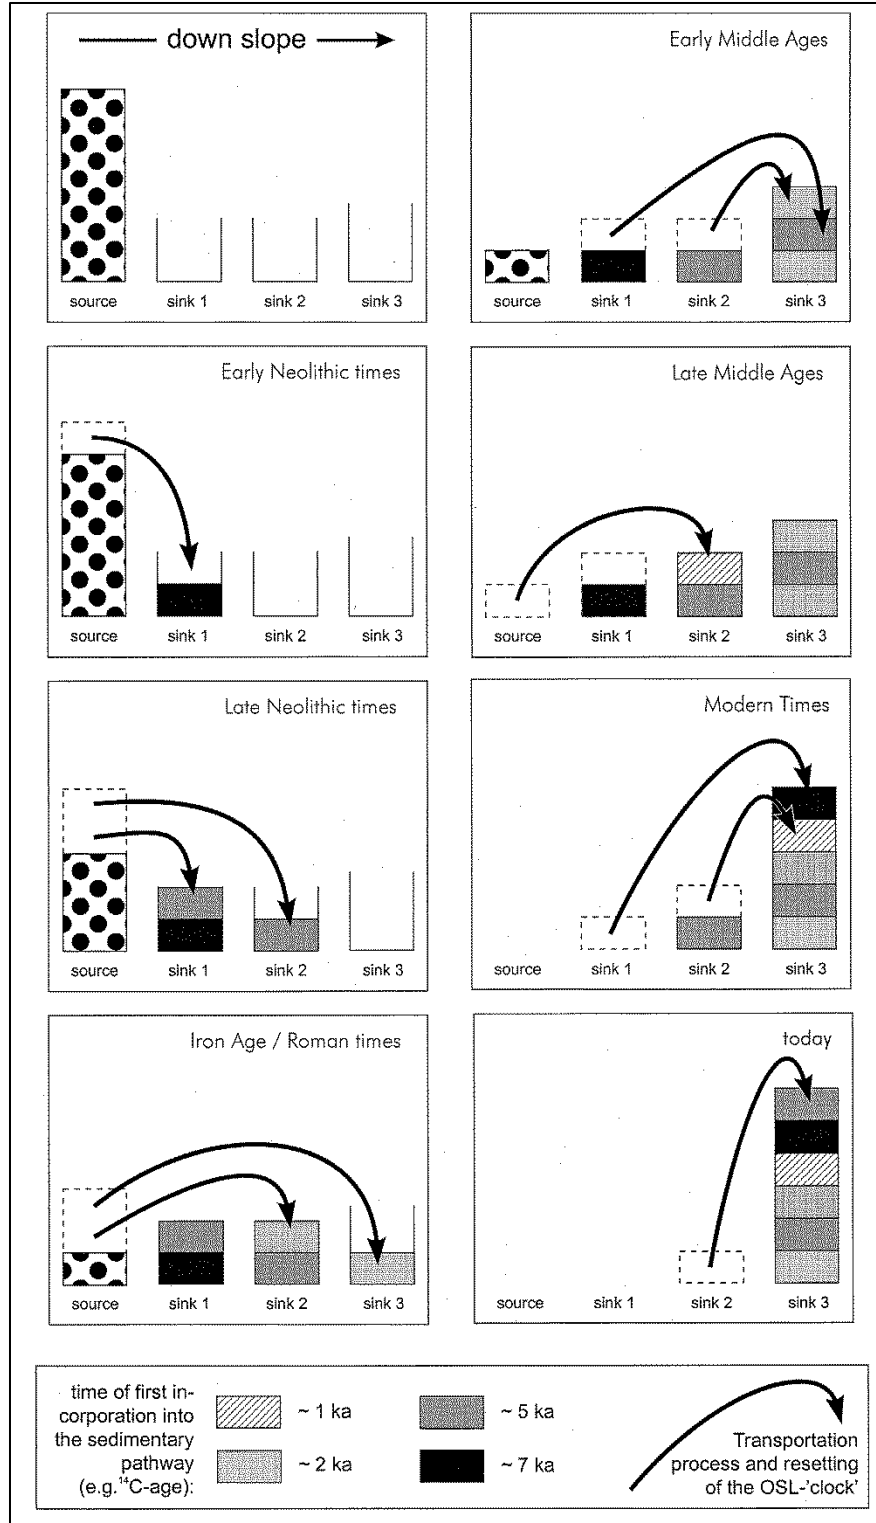 down slope
source sink 1 sink 2 sink 3
Early Neolithic times
source sink 1 sink 2 sink 3
Late Neolithic times
source sink 1 sink 2 sink 3
Iron Age / Roman times
source sink 1 sink 2 sink 3
Early Middle Ages
source sink 1 sink 2 sink 3
Late Middle Ages
source sink 1 sink 2 sink 3
Modern Times
source sink 1 sink 2 sink 3
today
source sink 1 sink 2 sink 3
time of first in-
corporation into
the sedimentary
pathway
(e.g.¹⁴C-age):
~ 1 ka
~ 2 ka
~ 5 ka
~ 7 ka
Transportation
process and resetting
of the OSL-'clock'